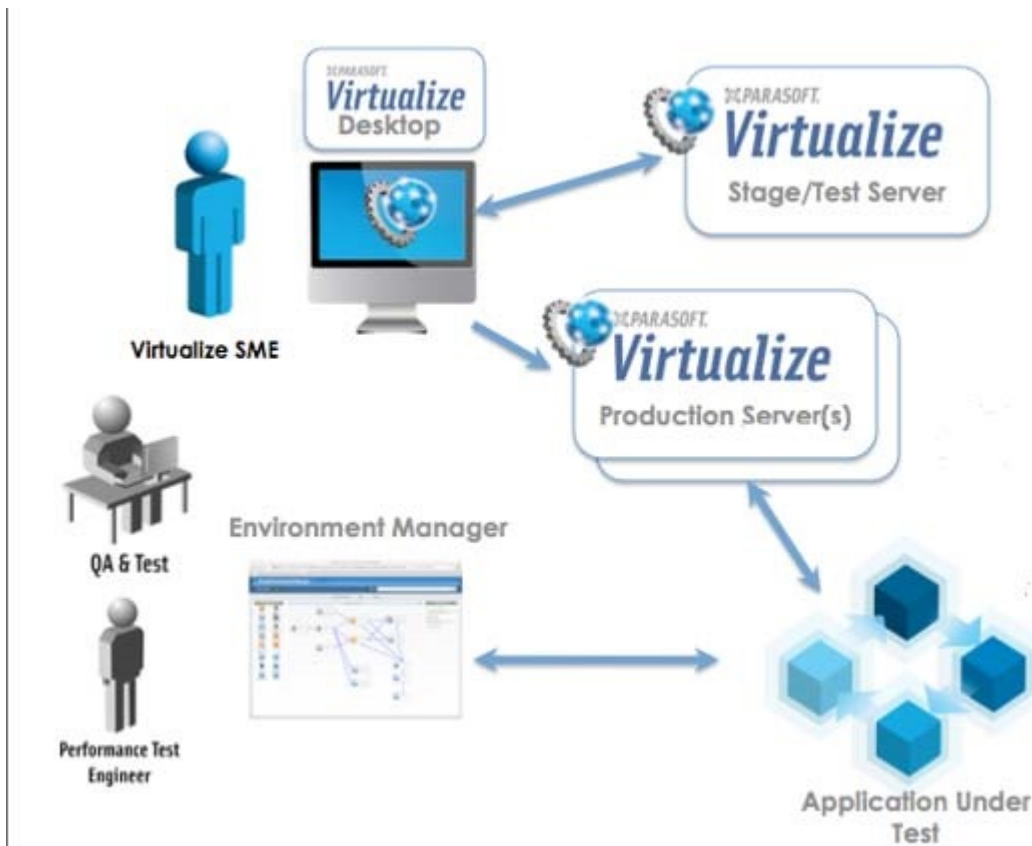 PARASOFT.
Virtualize
Desktop
PARASOFT.
Virtualize
Stage/Test Server
Virtualize SME
PARASOFT.
Virtualize
Production Server(s)
QA & Test
Environment Manager
Performance Test
Engineer
Application Under
Test